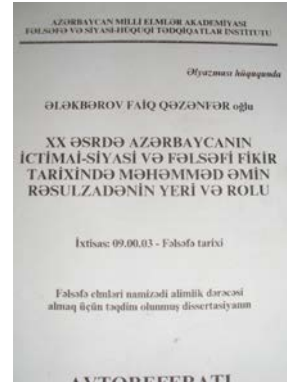 AZƏRBAYCAN MİLLİ ELMLƏR AKADEMİYASI
FƏLSƏFƏ VƏ SİYASİ-HÜQUQİ TƏDQİQATLAR İNSTİTUTU
Əlyazması hüququnda
ƏLƏKBƏROV FAİQ QƏZƏNFƏR oğlu
XX ƏSRDƏ AZƏRBAYCANIN
İCTİMAİ-SİYASİ VƏ FƏLSƏFİ FİKİR
TARİXİNDƏ MƏHƏMMƏD ƏMİN
RƏSULZADƏNİN YERİ VƏ ROLU
İxtisas: 09.00.03 - Fəlsəfə tarixi
Fəlsəfə elmləri namizədi alimlik dərəcəsi
almaq üçün təqdim olunmuş dissertasiyanın
AVTOREFERATI